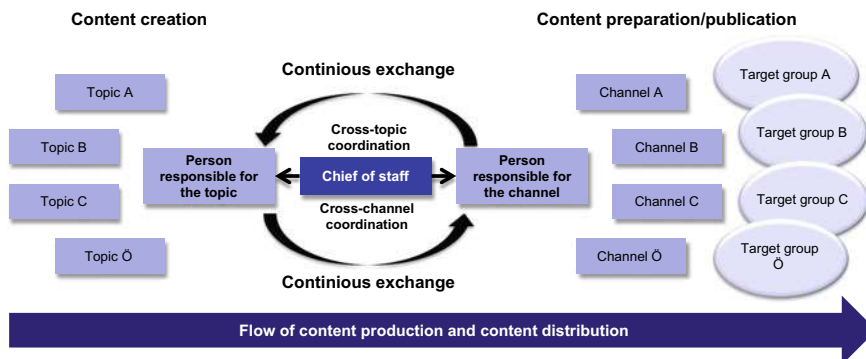 Content creation
Content preparation/publication
Continious exchange
Topic A
Topic B
Topic C
Topic Ö
Person
responsible for
the topic
Cross-topic
coordination
Chief of staff
Cross-channel
coordination
Person
responsible for
the channel
Continious exchange
Channel A
Channel B
Channel C
Channel Ö
Target group A
Target group B
Target group C
Target group
Ö
Flow of content production and content distribution